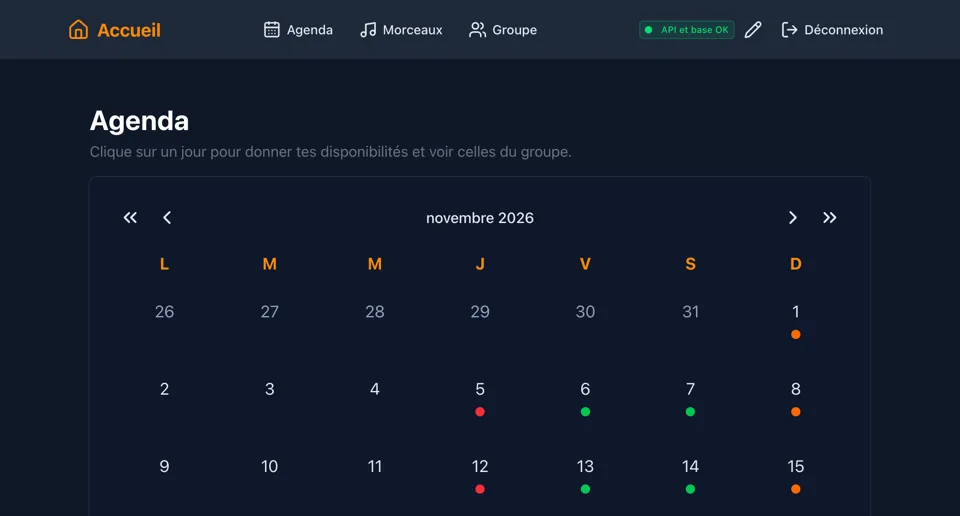 Accueil Agenda Morceaux Groupe API et base OK Déconnexion
Agenda
Clique sur un jour pour donner tes disponibilités et voir celles du groupe.
novembre 2026
L M M J V S D
26 27 28 29 30 31 1
2 3 4 5 6 7 8
9 10 11 12 13 14 15